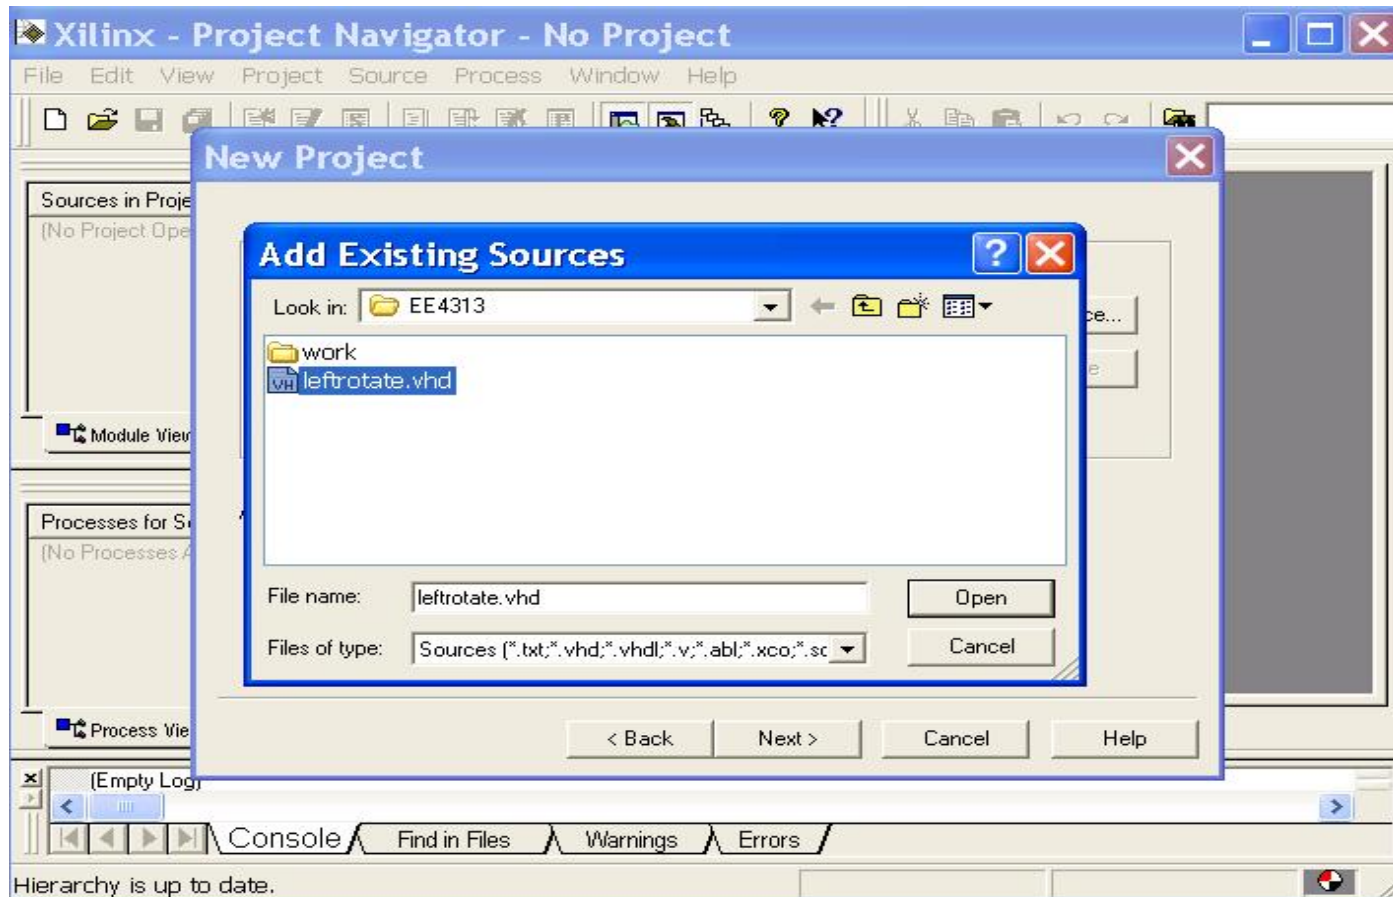 Xilinx - Project Navigator - No Project
File Edit View Project Source Process Window Help
New Project
Sources in Proje
(No Project Ope
Add Existing Sources
Look in: EE4313
ce...
work
e
leftrotate.vhd
Module View
Processes for S
(No Processes A
File name: leftrotate.vhd Open
Files of type: Sources (*.txt;*.vhd;*.vhdl;*.v;*.abl;*.xco;*.sc Cancel
Process Vie
< Back Next > Cancel Help
(Empty Log)
Console Find in Files Warnings Errors
Hierarchy is up to date.